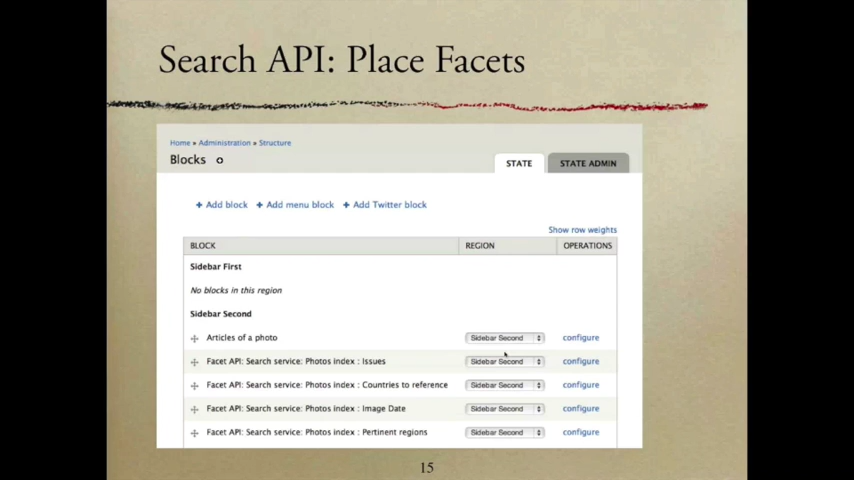 Search API: Place Facets
Home » Administration » Structure
Blocks
STATE STATE ADMIN
+ Add block + Add menu block + Add Twitter block
Show row weights
BLOCK REGION OPERATIONS
Sidebar First
No blocks in this region
Sidebar Second
Articles of a photo Sidebar Second configure
Facet API: Search service: Photos index : Issues Sidebar Second configure
Facet API: Search service: Photos index : Countries to reference Sidebar Second configure
Facet API: Search service: Photos index : Image Date Sidebar Second configure
Facet API: Search service: Photos index : Pertinent regions Sidebar Second configure
15